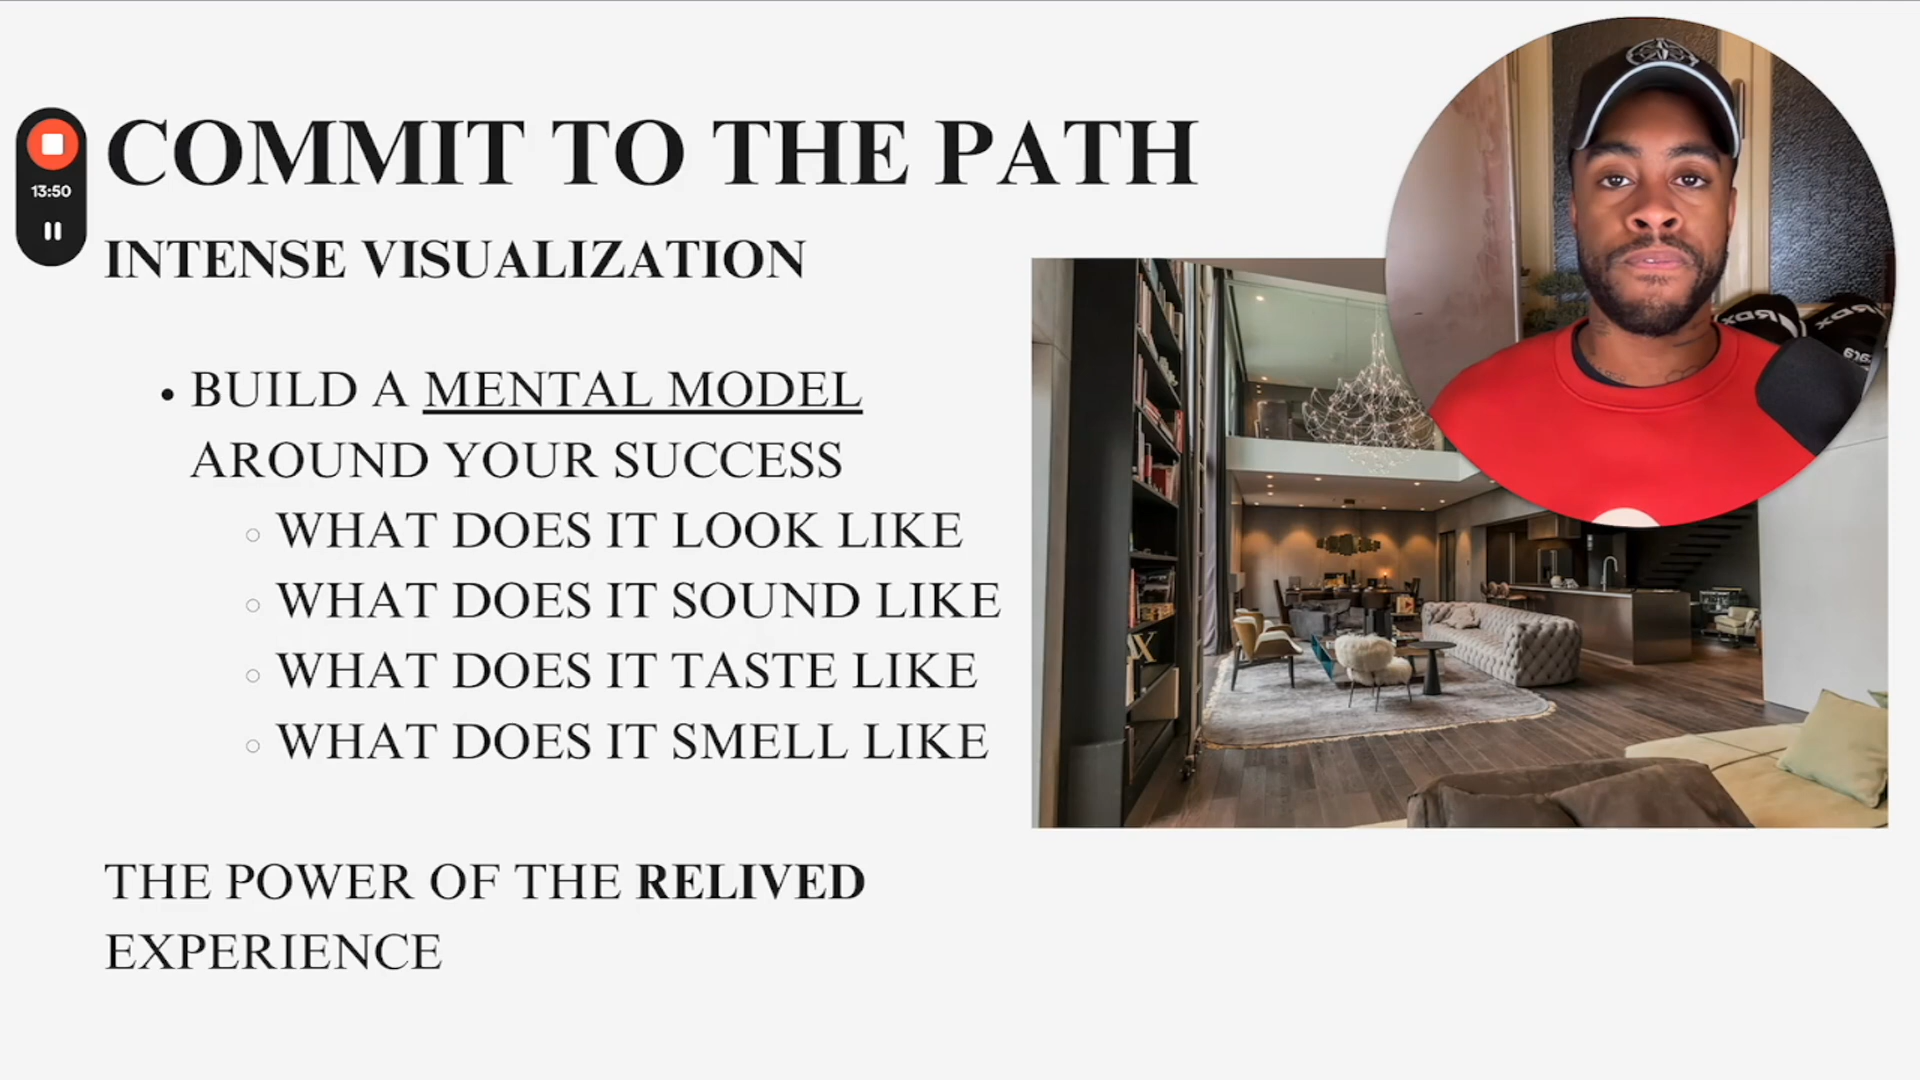 COMMIT TO THE PATH
13:50
INTENSE VISUALIZATION
BUILD A MENTAL MODEL
AROUND YOUR SUCCESS
WHAT DOES IT LOOK LIKE
WHAT DOES IT SOUND LIKE
WHAT DOES IT TASTE LIKE
WHAT DOES IT SMELL LIKE
THE POWER OF THE RELIVED
EXPERIENCE
RDX
RDX